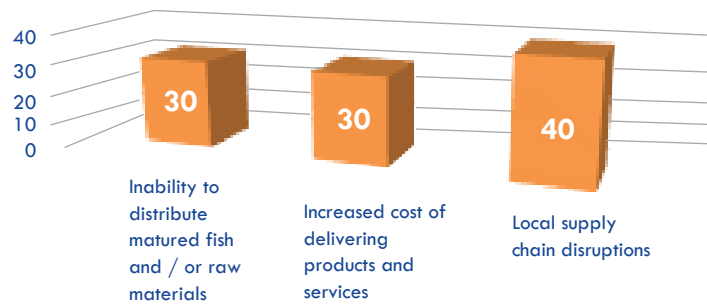 40
30
20
10
0
30
30
40
Inability to
distribute
matured fish
and / or raw
materials
Increased cost of
delivering
products and
services
Local supply
chain disruptions